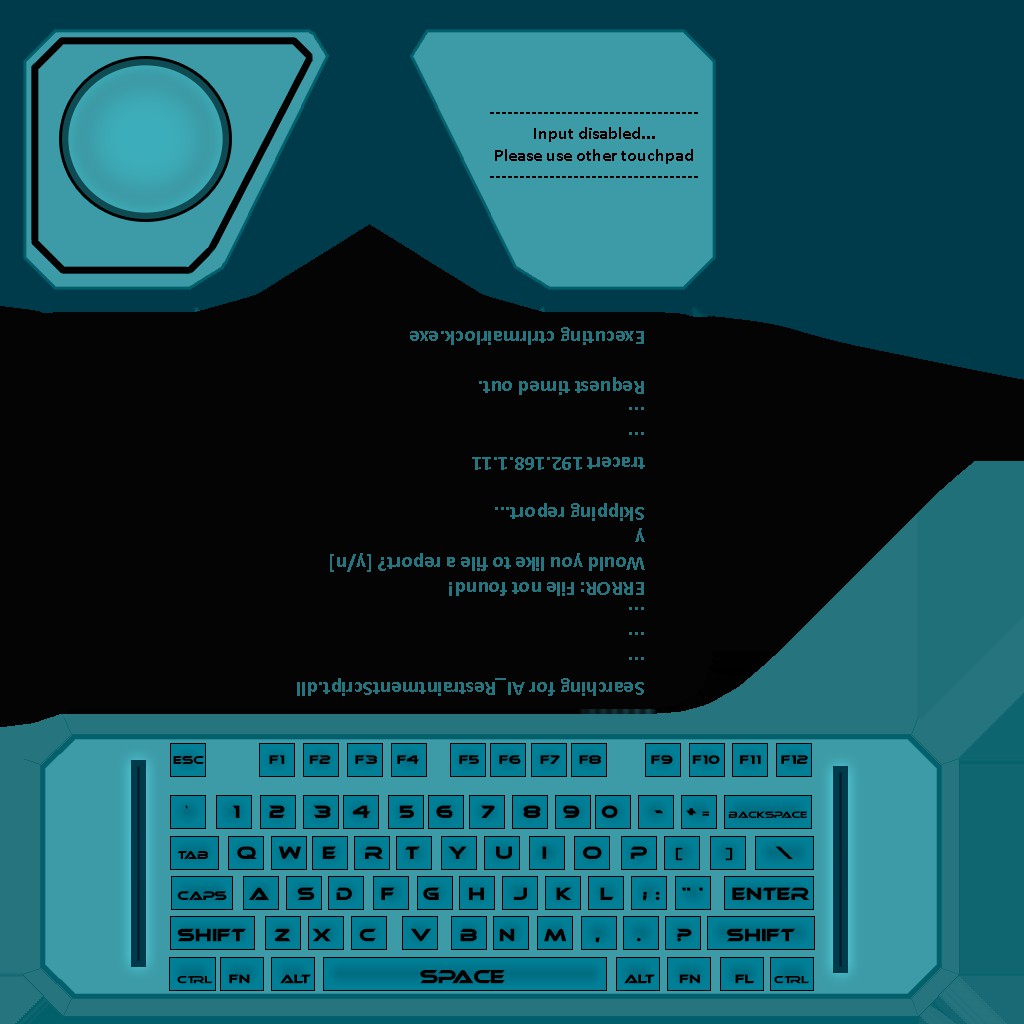 --------------------------------
Input disabled...
Please use other touchpad
--------------------------------
Searching for AI_RestraintmentScript.dll
...
...
...
ERROR: File not found!
Would you like to file a report? [y/n]
y
Skipping report...
tracert 192.168.1.11
...
...
Request timed out.
Executing ctrlmairlock.exe
ESC F1 F2 F3 F4 F5 F6 F7 F8 F9 F10 F11 F12
` 1 2 3 4 5 6 7 8 9 0 - + = BACKSPACE
TAB Q W E R T Y U I O P [ ] \
CAPS A S D F G H J K L ; : " ' ENTER
SHIFT Z X C V B N M , . ? SHIFT
CTRL FN ALT SPACE ALT FN FL CTRL